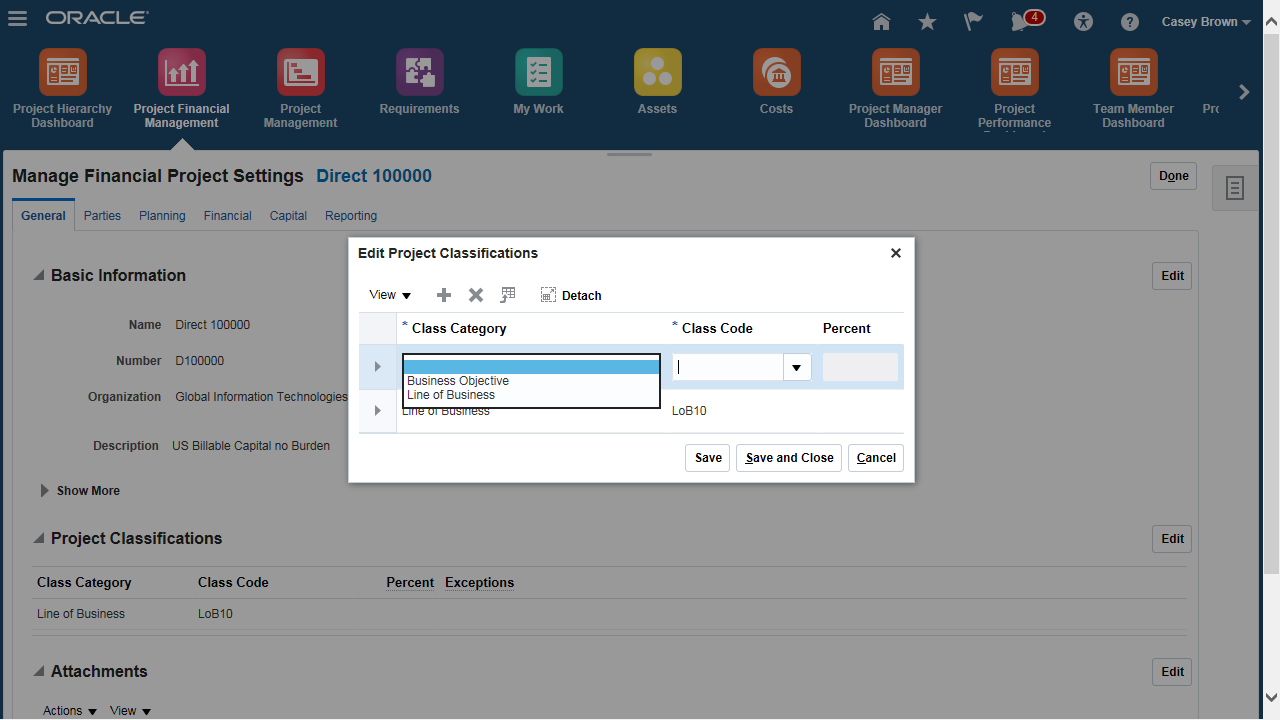 ORACLE
4
Casey Brown
Project Hierarchy Dashboard
Project Financial Management
Project Management
Requirements
My Work
Assets
Costs
Project Manager Dashboard
Project Performance
Team Member Dashboard
Manage Financial Project Settings Direct 100000
Done
General Parties Planning Financial Capital Reporting
Edit Project Classifications
Basic Information
Edit
View
Detach
* Class Category * Class Code Percent
Business Objective
Line of Business
Line of Business LoB10
Save Save and Close Cancel
Name Direct 100000
Number D100000
Organization Global Information Technologies
Description US Billable Capital no Burden
Show More
Project Classifications
Edit
Class Category Class Code Percent Exceptions
Line of Business LoB10
Attachments
Edit
Actions View